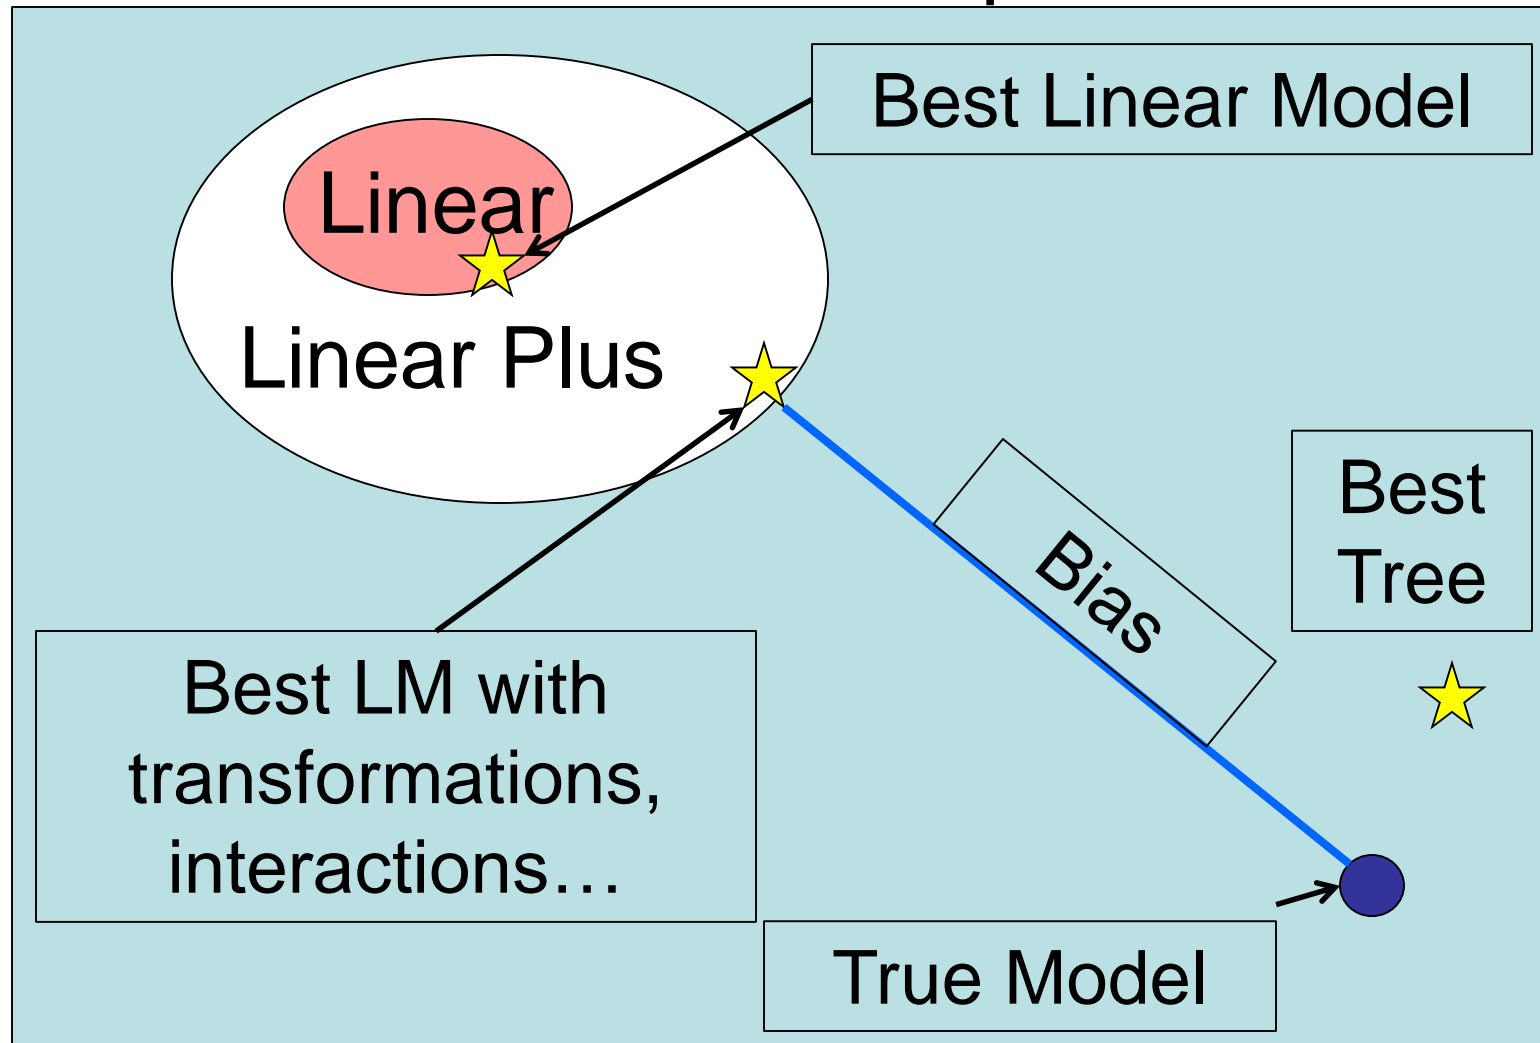 Best Linear Model
Linear
Linear Plus
Best
Tree
Bias
Best LM with
transformations,
interactions…
True Model